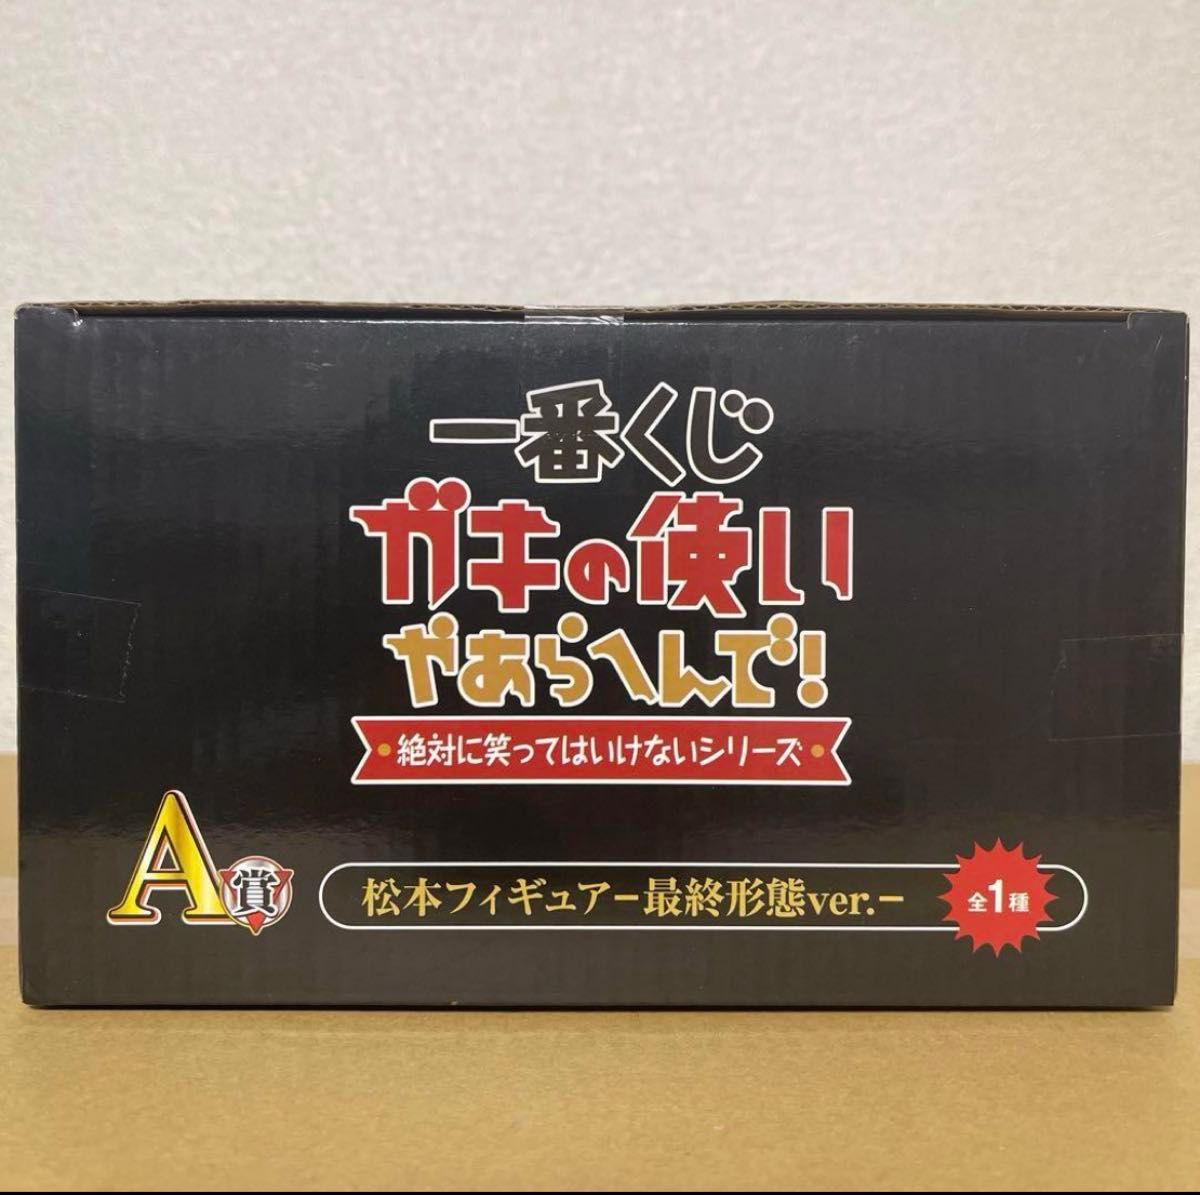 一番くじ
ガキの使い
やあらへんで!
・絶対に笑ってはいけないシリーズ・
A賞
松本フィギュアー最終形態ver.ー
全1種